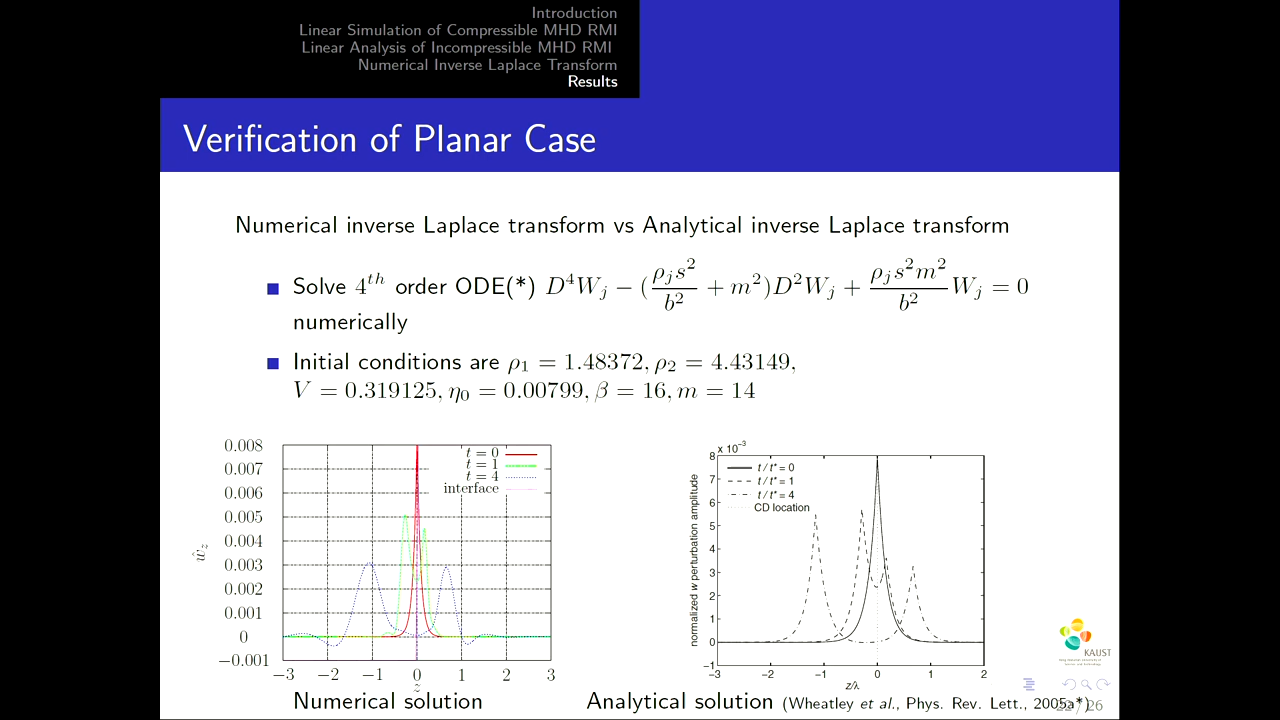 Introduction
Linear Simulation of Compressible MHD RMI
Linear Analysis of Incompressible MHD RMI
Numerical Inverse Laplace Transform
Results
Verification of Planar Case
Numerical inverse Laplace transform vs Analytical inverse Laplace transform
Solve 4^{th} order ODE(*) D^4W_j − (\frac{ρ_j s^2}{b^2} + m^2)D^2W_j + \frac{ρ_j s^2 m^2}{b^2} W_j = 0
numerically
Initial conditions are ρ_1 = 1.48372, ρ_2 = 4.43149,
V = 0.319125, η_0 = 0.00799, β = 16, m = 14
0.008
0.007
0.006
0.005
0.004
0.003
0.002
0.001
0
−0.001
ŵ_z
t = 0
t = 1
t = 4
interface
−3 −2 −1 0 1 2 3
z
Numerical solution
x 10^{−3}
8
7
6
5
4
3
2
1
0
−1
normalized w perturbation amplitude
t / t* = 0
t / t* = 1
t / t* = 4
CD location
−3 −2 −1 0 1 2
z/λ
Analytical solution (Wheatley et al., Phys. Rev. Lett., 2005a*)
KAUST
22 / 26